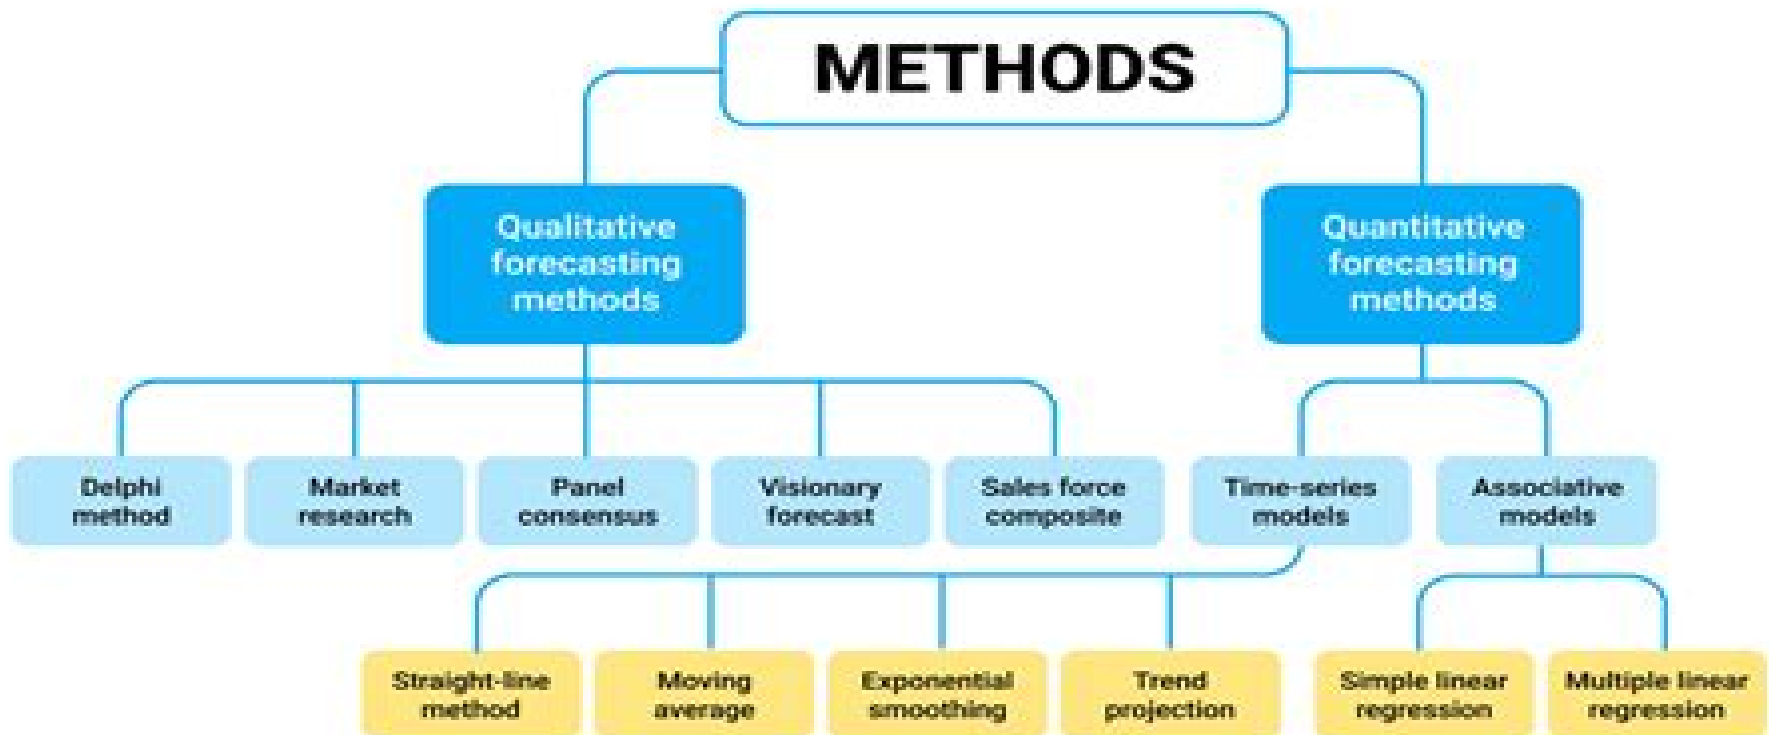 METHODS
Qualitative
forecasting
methods
Quantitative
forecasting
methods
Delphi
method
Market
research
Panel
consensus
Visionary
forecast
Sales force
composite
Time-series
models
Associative
models
Straight-line
method
Moving
average
Exponential
smoothing
Trend
projection
Simple linear
regression
Multiple linear
regression